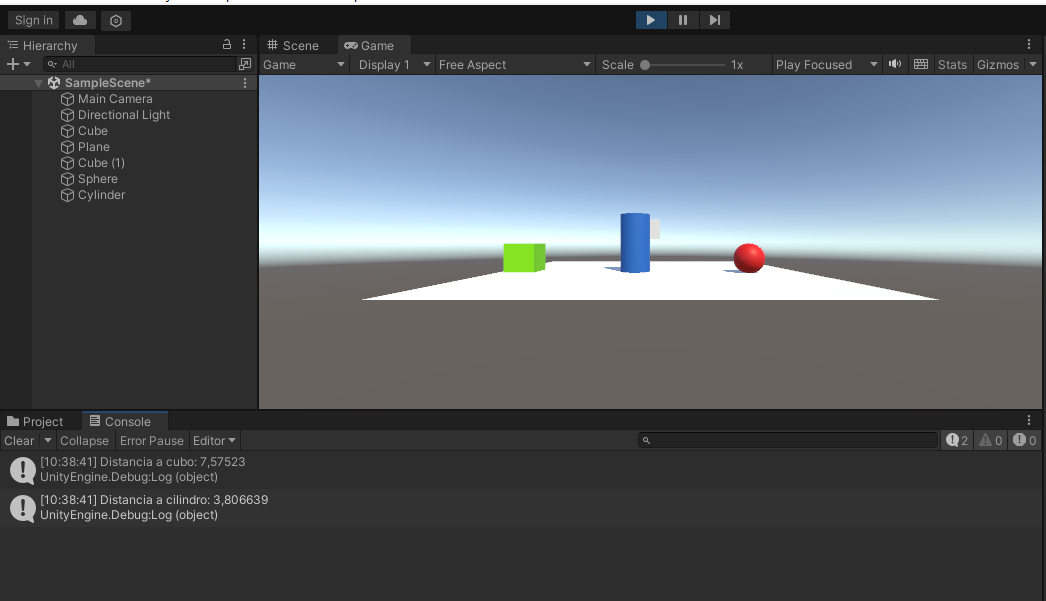 Sign in
Hierarchy
Scene
Game
All
Game
Display 1
Free Aspect
Scale
1x
Play Focused
Stats
Gizmos
SampleScene*
Main Camera
Directional Light
Cube
Plane
Cube (1)
Sphere
Cylinder
Project
Console
Clear
Collapse
Error Pause
Editor
2
0
0
[10:38:41] Distancia a cubo: 7,57523
UnityEngine.Debug:Log (object)
[10:38:41] Distancia a cilindro: 3,806639
UnityEngine.Debug:Log (object)